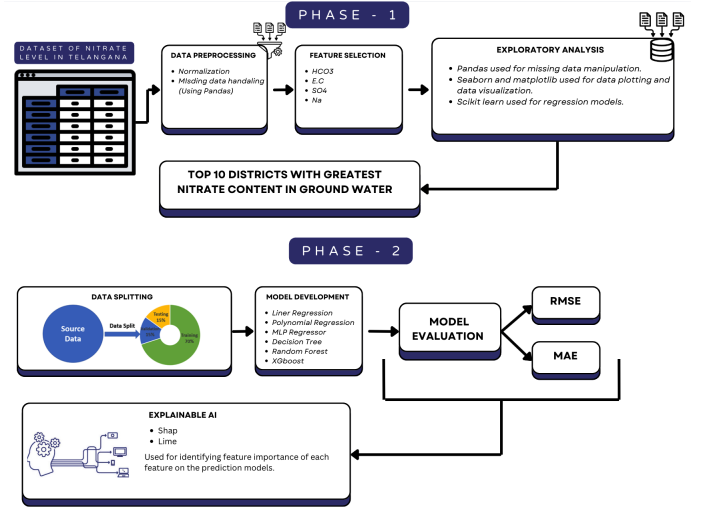 PHASE - 1
DATASET OF NITRATE
LEVEL IN TELANGANA
DATA PREPROCESSING
• Normalization
• MIsding data handaling
(Using Pandas)
FEATURE SELECTION
• HCO3
• E.C
• SO4
• Na
EXPLORATORY ANALYSIS
• Pandas used for missing data manipulation.
• Seaborn and matplotlib used for data plotting and
data visualization.
• Scikit learn used for regression models.
TOP 10 DISTRICTS WITH GREATEST
NITRATE CONTENT IN GROUND WATER
PHASE - 2
DATA SPLITTING
Source
Data
Data Split
Testing
15%
Training
70%
MODEL DEVELOPMENT
• Liner Regression
• Polynomial Regression
• MLP Regressor
• Decision Tree
• Random Forest
• XGboost
MODEL
EVALUATION
RMSE
MAE
EXPLAINABLE AI
• Shap
• Lime
Used for identifying feature importance of each
feature on the prediction models.